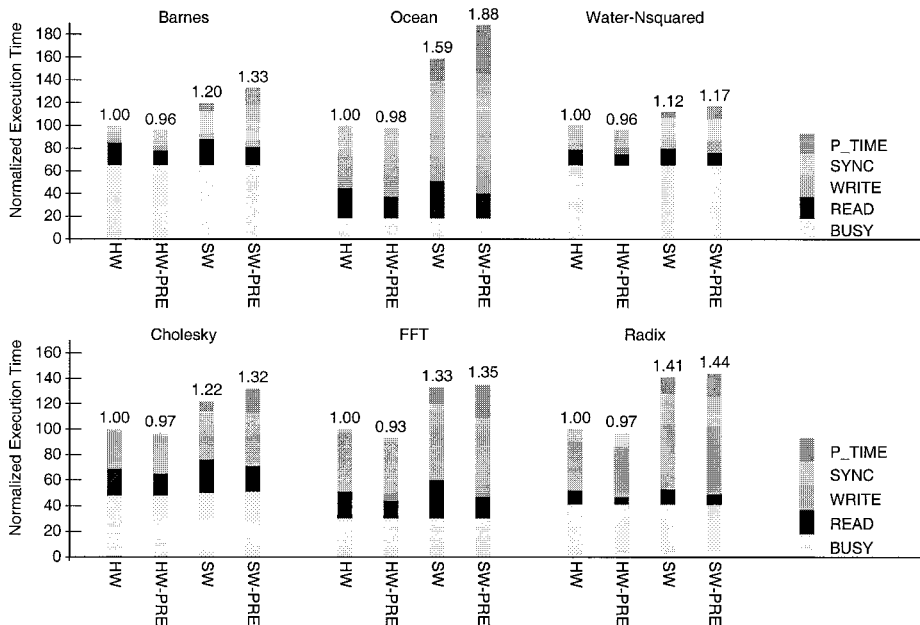 Barnes
Ocean
Water-Nsquared
Normalized Execution Time
180
160
140
120
100
80
60
40
20
0
1.00
0.96
1.20
1.33
1.00
0.98
1.59
1.88
1.00
0.96
1.12
1.17
P_TIME
SYNC
WRITE
READ
BUSY
HW
HW-PRE
SW
SW-PRE
HW
HW-PRE
SW
SW-PRE
HW
HW-PRE
SW
SW-PRE
Cholesky
FFT
Radix
Normalized Execution Time
160
140
120
100
80
60
40
20
0
1.00
0.97
1.22
1.32
1.00
0.93
1.33
1.35
1.00
0.97
1.41
1.44
P_TIME
SYNC
WRITE
READ
BUSY
HW
HW-PRE
SW
SW-PRE
HW
HW-PRE
SW
SW-PRE
HW
HW-PRE
SW
SW-PRE